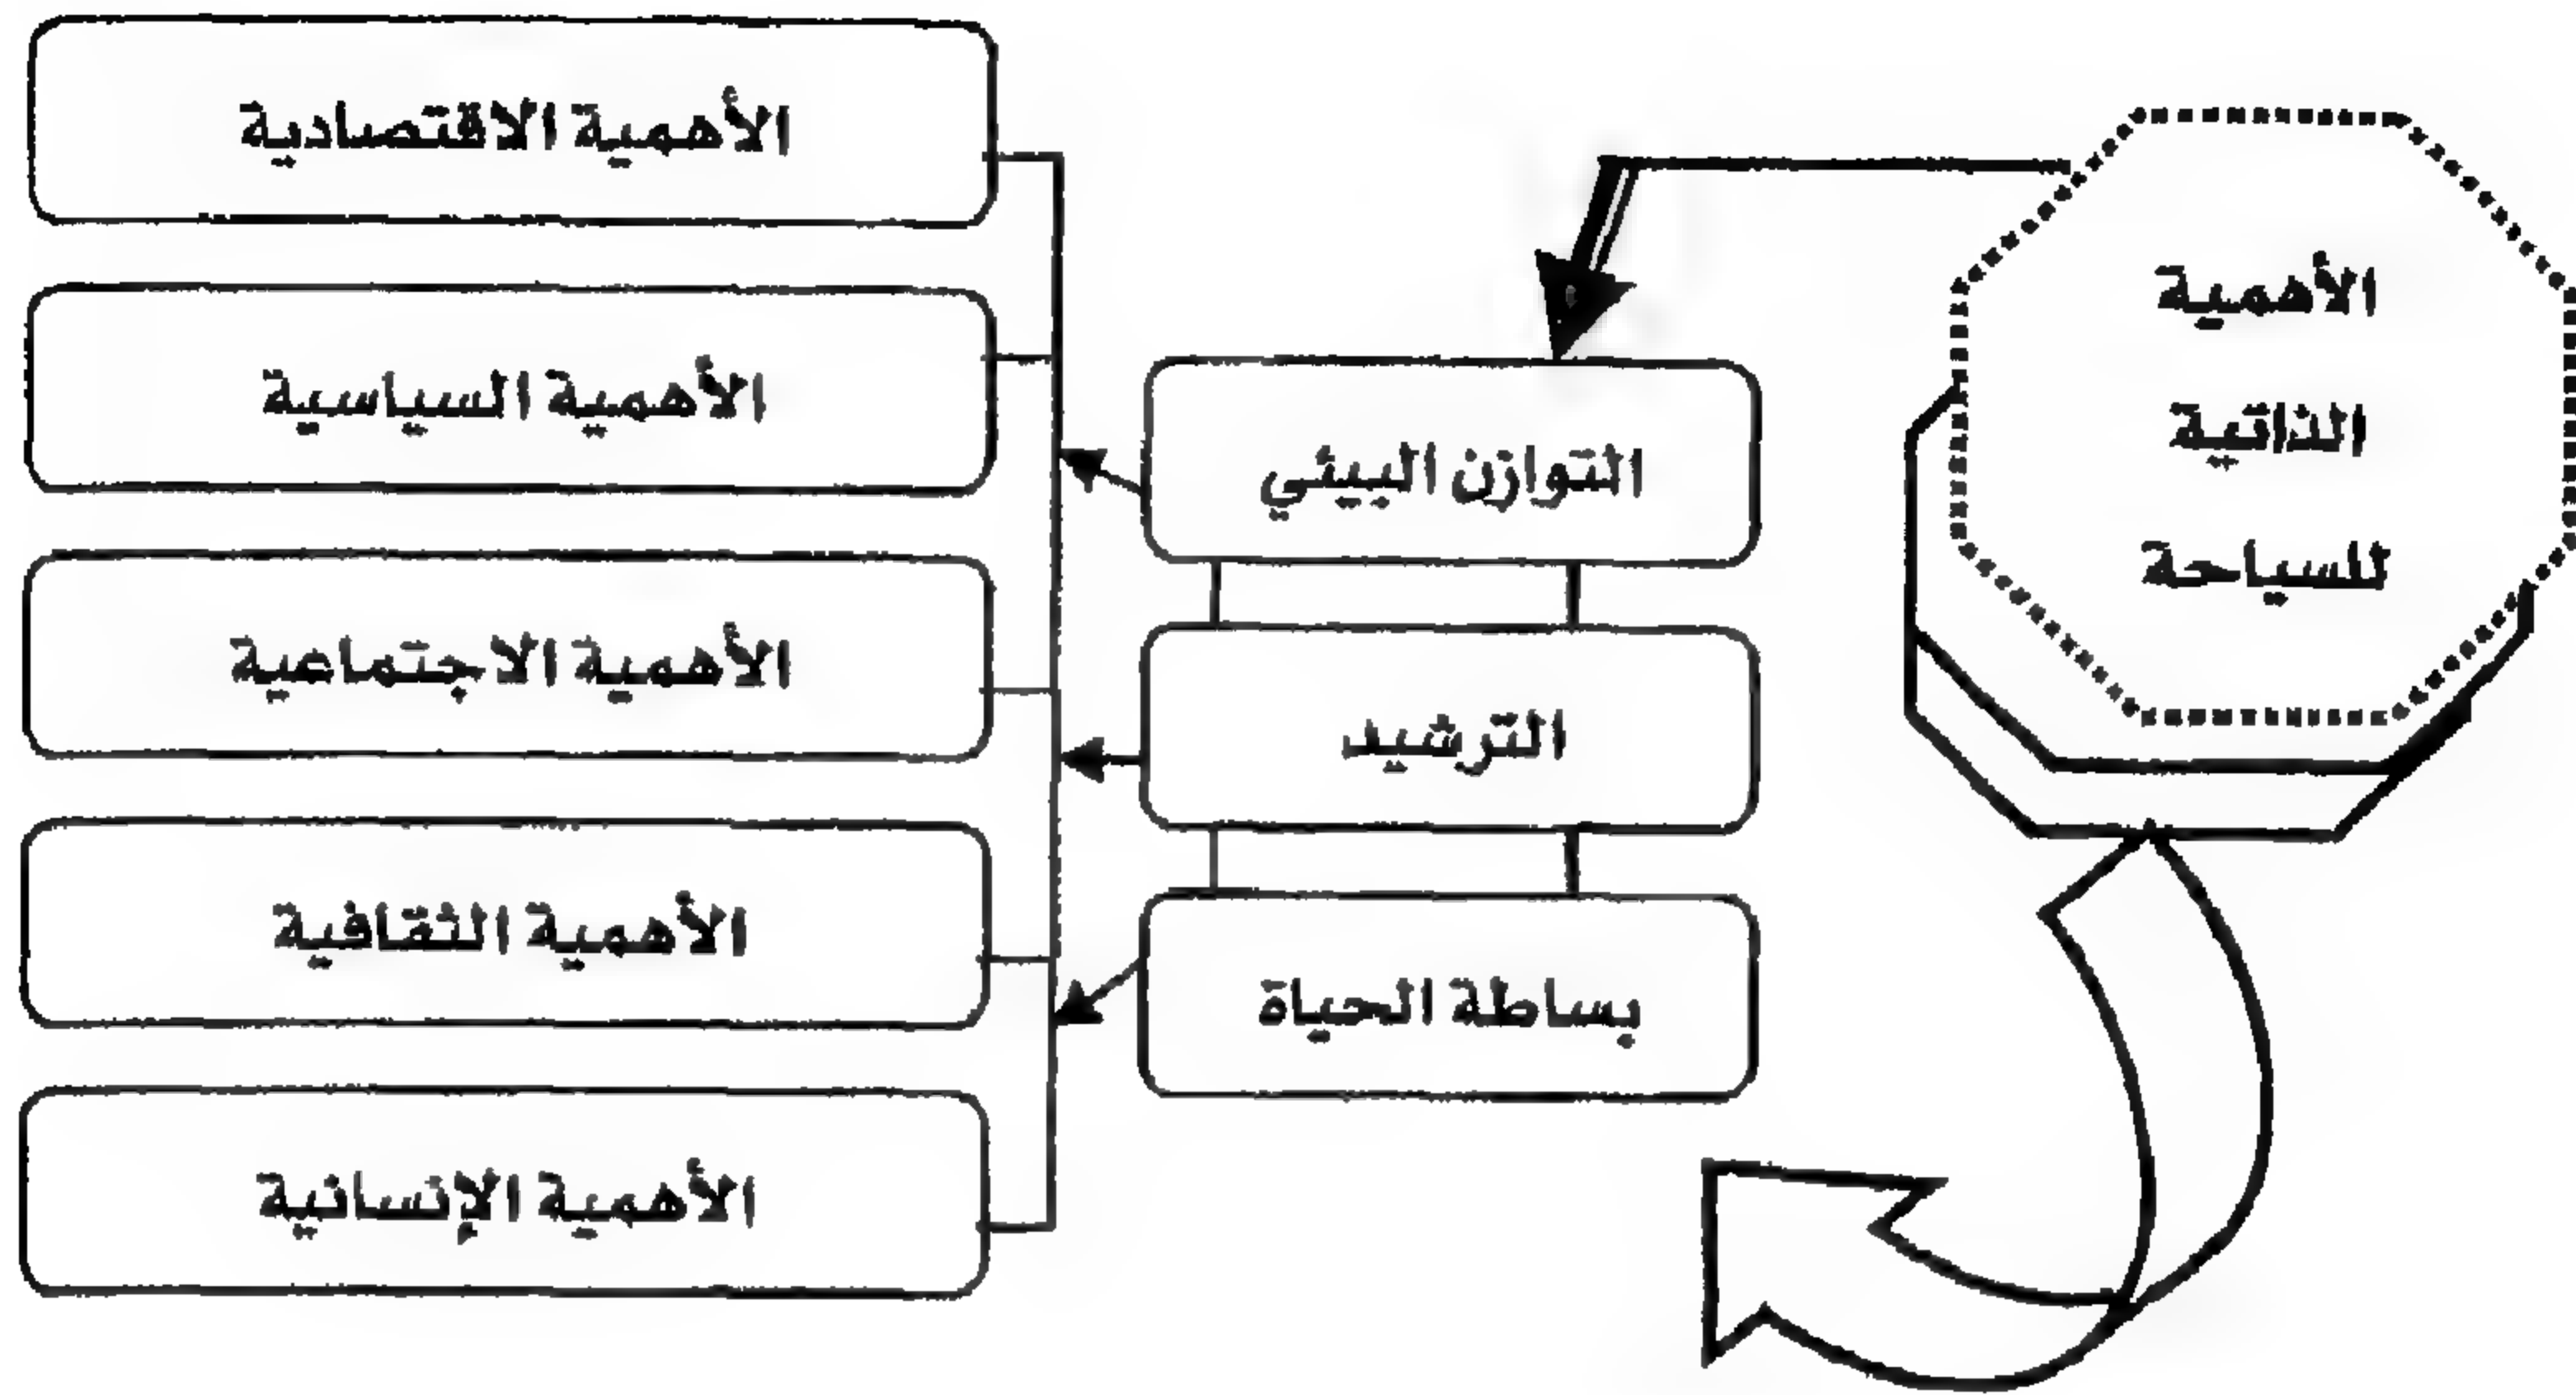 الأهمية
الذاتية
للسياحة
التوازن البيئي
الترشيد
بساطة الحياة
الأهمية الاقتصادية
الأهمية السياسية
الأهمية الاجتماعية
الأهمية الثقافية
الأهمية الإنسانية